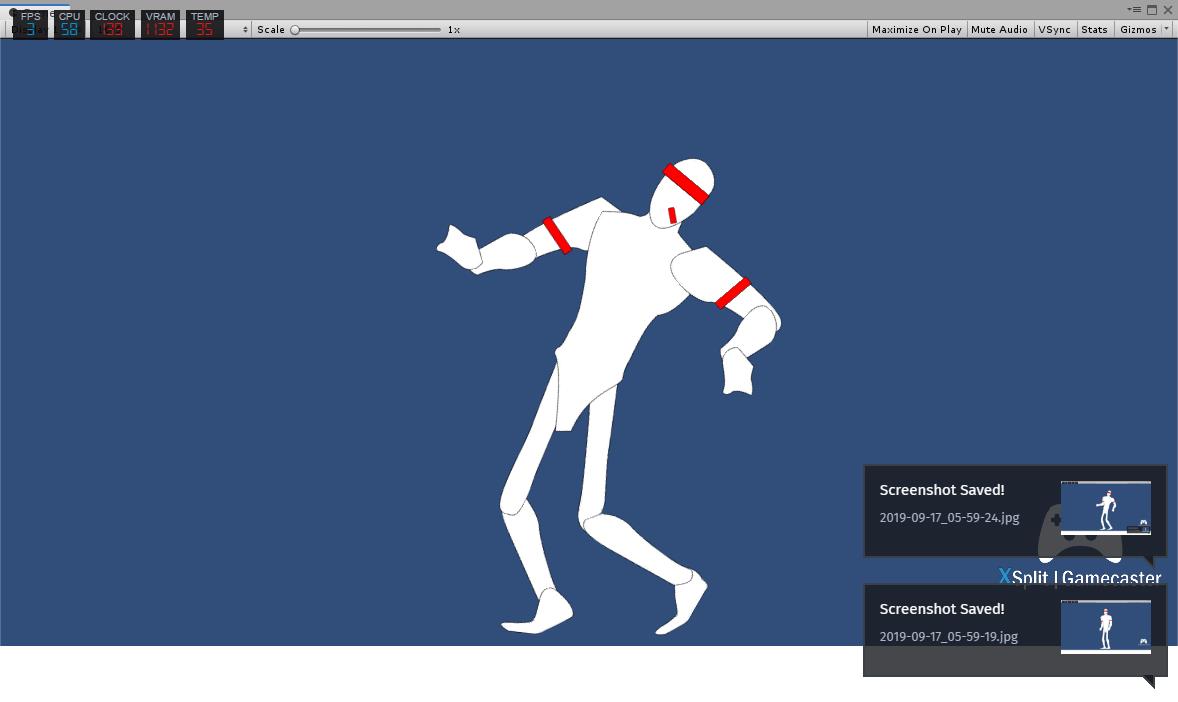 FPS CPU CLOCK VRAM TEMP
3 58 139 1132 35
Scale 1x Maximize On Play Mute Audio VSync Stats Gizmos
Screenshot Saved!
2019-09-17_05-59-24.jpg
XSplit | Gamecaster
Screenshot Saved!
2019-09-17_05-59-19.jpg